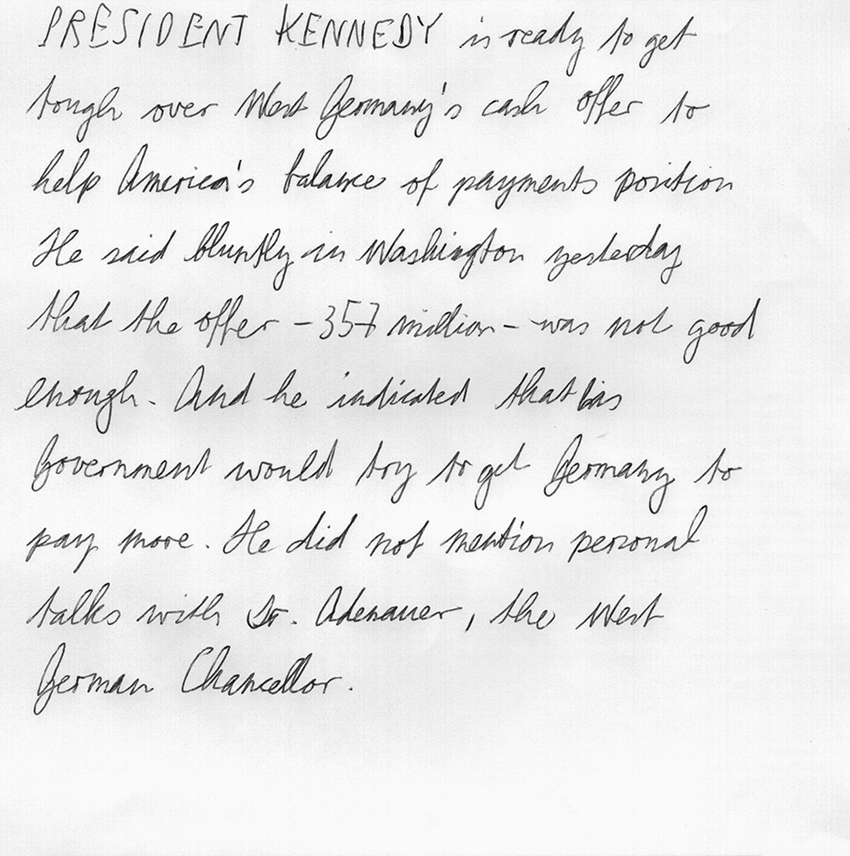 PRESIDENT KENNEDY is ready to get
tough over West Germany's cash offer to
help America's balance of payments position
He said bluntly in Washington yesterday
that the offer - 357 million - was not good
enough. And he indicated that his
Government would try to get Germany to
pay more. He did not mention personal
talks with Dr. Adenauer, the West
German Chancellor.